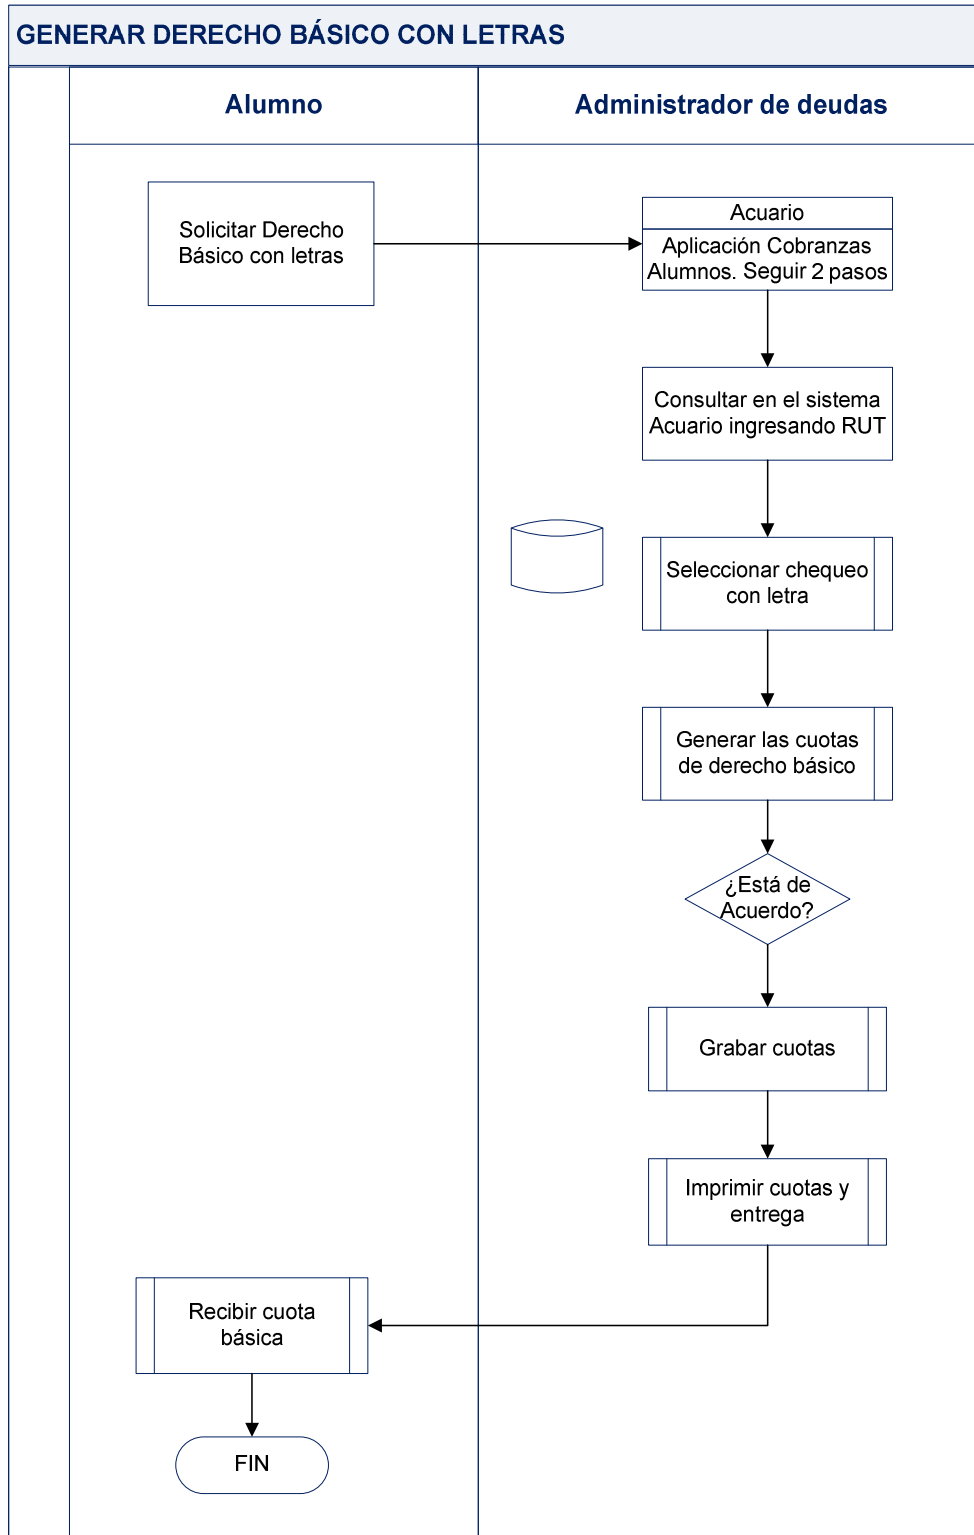 GENERAR DERECHO BÁSICO CON LETRAS
Alumno
Administrador de deudas
Solicitar Derecho
Básico con letras
Acuario
Aplicación Cobranzas
Alumnos. Seguir 2 pasos
Consultar en el sistema
Acuario ingresando RUT
Seleccionar chequeo
con letra
Generar las cuotas
de derecho básico
¿Está de
Acuerdo?
Grabar cuotas
Imprimir cuotas y
entrega
Recibir cuota
básica
FIN